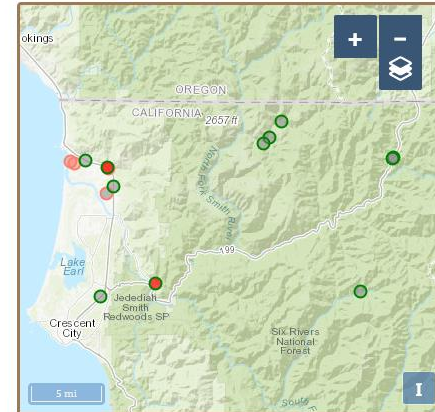 okings
+
−
OREGON
CALIFORNIA
2657 ft
North
Fork Smith
River
199
Lake
Earl
Jedediah
Smith
Redwoods SP
Crescent
City
Six Rivers
National
Forest
5 mi
I
South F